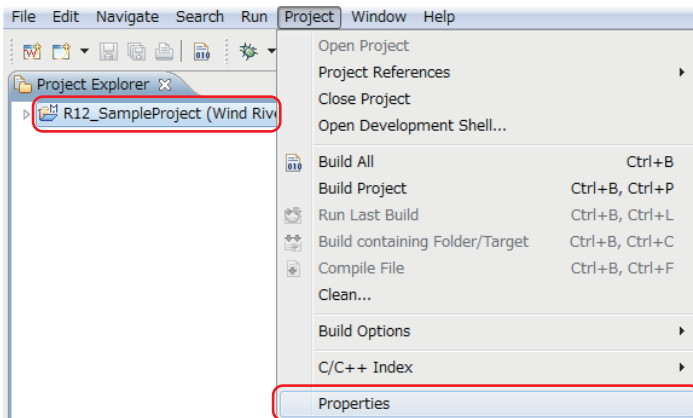 File Edit Navigate Search Run Project Window Help
Project Explorer
R12_SampleProject (Wind Rive
Open Project
Project References
Close Project
Open Development Shell...
Build All Ctrl+B
Build Project Ctrl+B, Ctrl+P
Run Last Build Ctrl+B, Ctrl+L
Build containing Folder/Target Ctrl+B, Ctrl+C
Compile File Ctrl+B, Ctrl+F
Clean...
Build Options
C/C++ Index
Properties